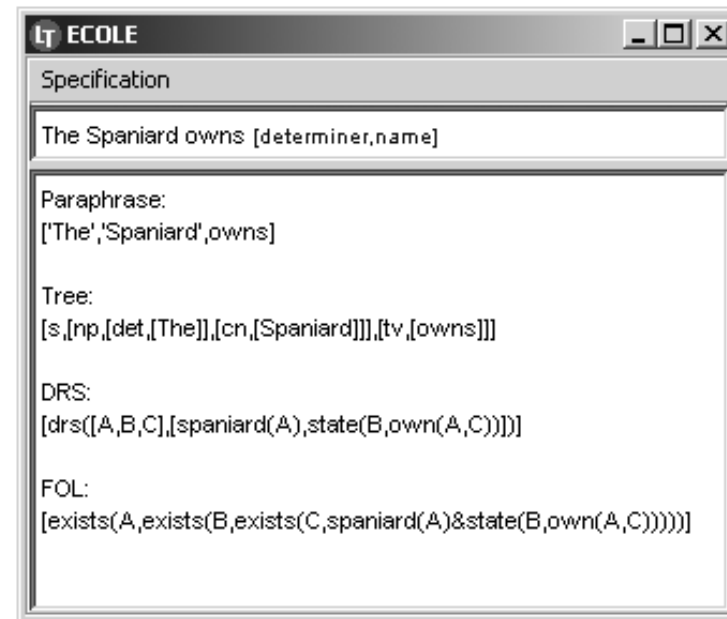 LT ECOLE
Specification
The Spaniard owns [determiner,name]
Paraphrase:
['The','Spaniard',owns]
Tree:
[s,[np,[det,[The]],[cn,[Spaniard]]],[tv,[owns]]]
DRS:
[drs([A,B,C],[spaniard(A),state(B,own(A,C))])]
FOL:
[exists(A,exists(B,exists(C,spaniard(A)&state(B,own(A,C)))))]